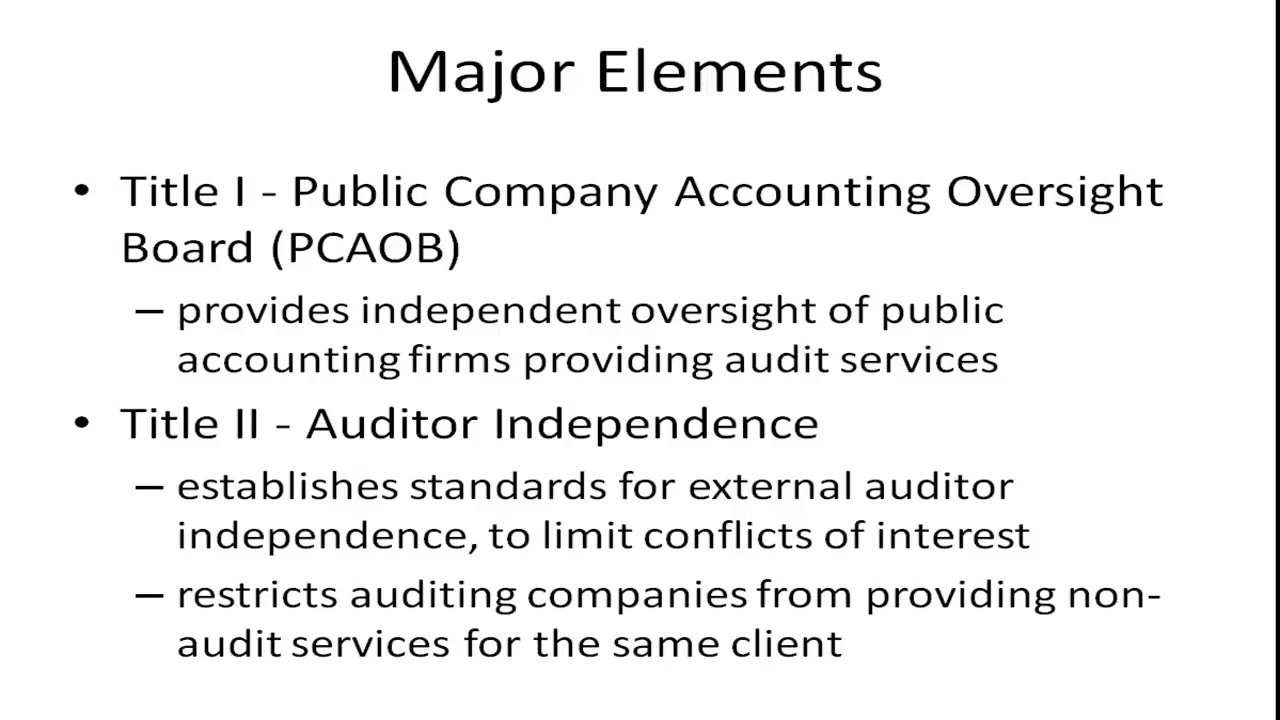 Major Elements
• Title I - Public Company Accounting Oversight
Board (PCAOB)
– provides independent oversight of public
accounting firms providing audit services
• Title II - Auditor Independence
– establishes standards for external auditor
independence, to limit conflicts of interest
– restricts auditing companies from providing non-
audit services for the same client